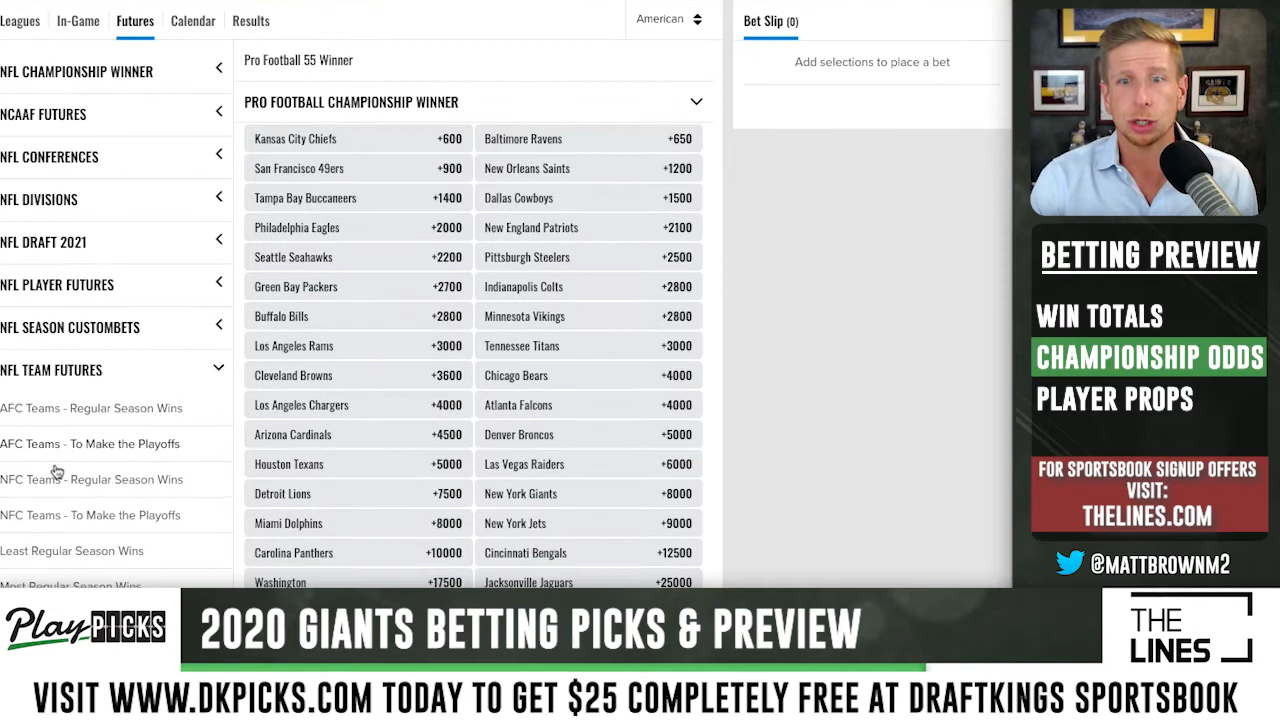 Leagues In-Game Futures Calendar Results
American
Bet Slip (0)
NFL CHAMPIONSHIP WINNER
NCAAF FUTURES
NFL CONFERENCES
NFL DIVISIONS
NFL DRAFT 2021
NFL PLAYER FUTURES
NFL SEASON CUSTOMBETS
NFL TEAM FUTURES
AFC Teams - Regular Season Wins
AFC Teams - To Make the Playoffs
NFC Teams - Regular Season Wins
NFC Teams - To Make the Playoffs
Least Regular Season Wins
Most Regular Season Wins
Pro Football 55 Winner
PRO FOOTBALL CHAMPIONSHIP WINNER
Kansas City Chiefs +600 Baltimore Ravens +650
San Francisco 49ers +900 New Orleans Saints +1200
Tampa Bay Buccaneers +1400 Dallas Cowboys +1500
Philadelphia Eagles +2000 New England Patriots +2100
Seattle Seahawks +2200 Pittsburgh Steelers +2500
Green Bay Packers +2700 Indianapolis Colts +2800
Buffalo Bills +2800 Minnesota Vikings +2800
Los Angeles Rams +3000 Tennessee Titans +3000
Cleveland Browns +3600 Chicago Bears +4000
Los Angeles Chargers +4000 Atlanta Falcons +4000
Arizona Cardinals +4500 Denver Broncos +5000
Houston Texans +5000 Las Vegas Raiders +6000
Detroit Lions +7500 New York Giants +8000
Miami Dolphins +8000 New York Jets +9000
Carolina Panthers +10000 Cincinnati Bengals +12500
Washington +17500 Jacksonville Jaguars +25000
Add selections to place a bet
SAINTS
BETTING PREVIEW
WIN TOTALS
CHAMPIONSHIP ODDS
PLAYER PROPS
FOR SPORTSBOOK SIGNUP OFFERS
VISIT:
THELINES.COM
@MATTBROWNM2
PlayPICKS
2020 GIANTS BETTING PICKS & PREVIEW
THE
LINES
VISIT WWW.DKPICKS.COM TODAY TO GET $25 COMPLETELY FREE AT DRAFTKINGS SPORTSBOOK